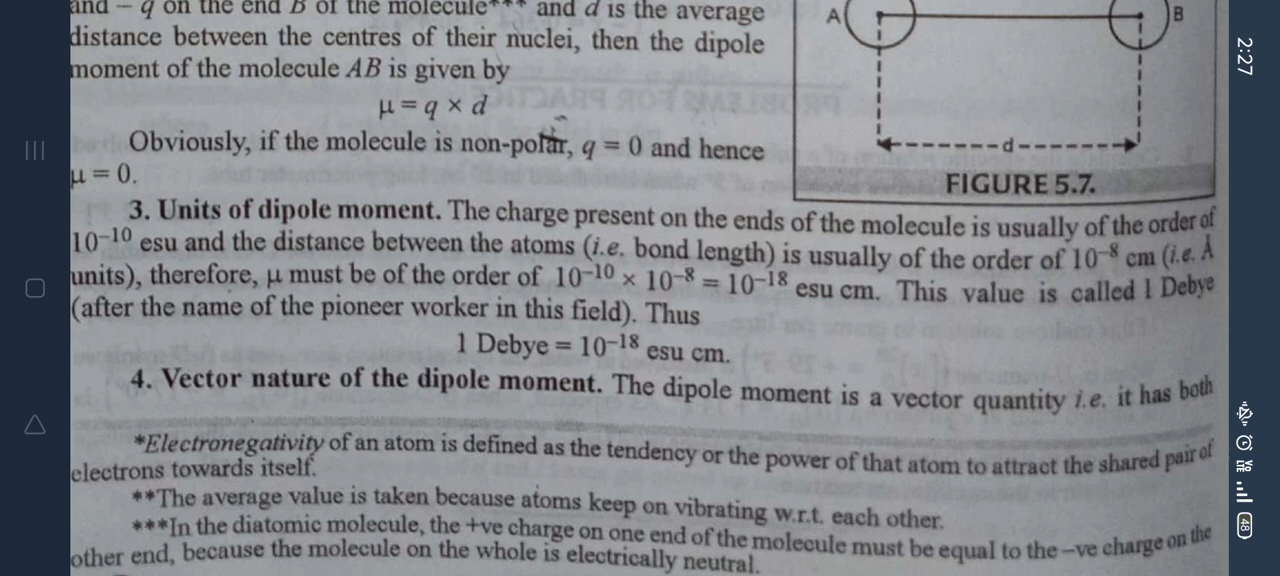 and – q on the end B of the molecule*** and d is the average
distance between the centres of their nuclei, then the dipole
moment of the molecule AB is given by
μ = q × d
Obviously, if the molecule is non-polar, q = 0 and hence
μ = 0.
A
B
d
FIGURE 5.7.
3. Units of dipole moment. The charge present on the ends of the molecule is usually of the order of
10⁻¹⁰ esu and the distance between the atoms (i.e. bond length) is usually of the order of 10⁻⁸ cm (i.e. Å
units), therefore, μ must be of the order of 10⁻¹⁰ × 10⁻⁸ = 10⁻¹⁸ esu cm. This value is called 1 Debye
(after the name of the pioneer worker in this field). Thus
1 Debye = 10⁻¹⁸ esu cm.
4. Vector nature of the dipole moment. The dipole moment is a vector quantity i.e. it has both
*Electronegativity of an atom is defined as the tendency or the power of that atom to attract the shared pair of
electrons towards itself.
**The average value is taken because atoms keep on vibrating w.r.t. each other.
***In the diatomic molecule, the +ve charge on one end of the molecule must be equal to the –ve charge on the
other end, because the molecule on the whole is electrically neutral.
2:27
48